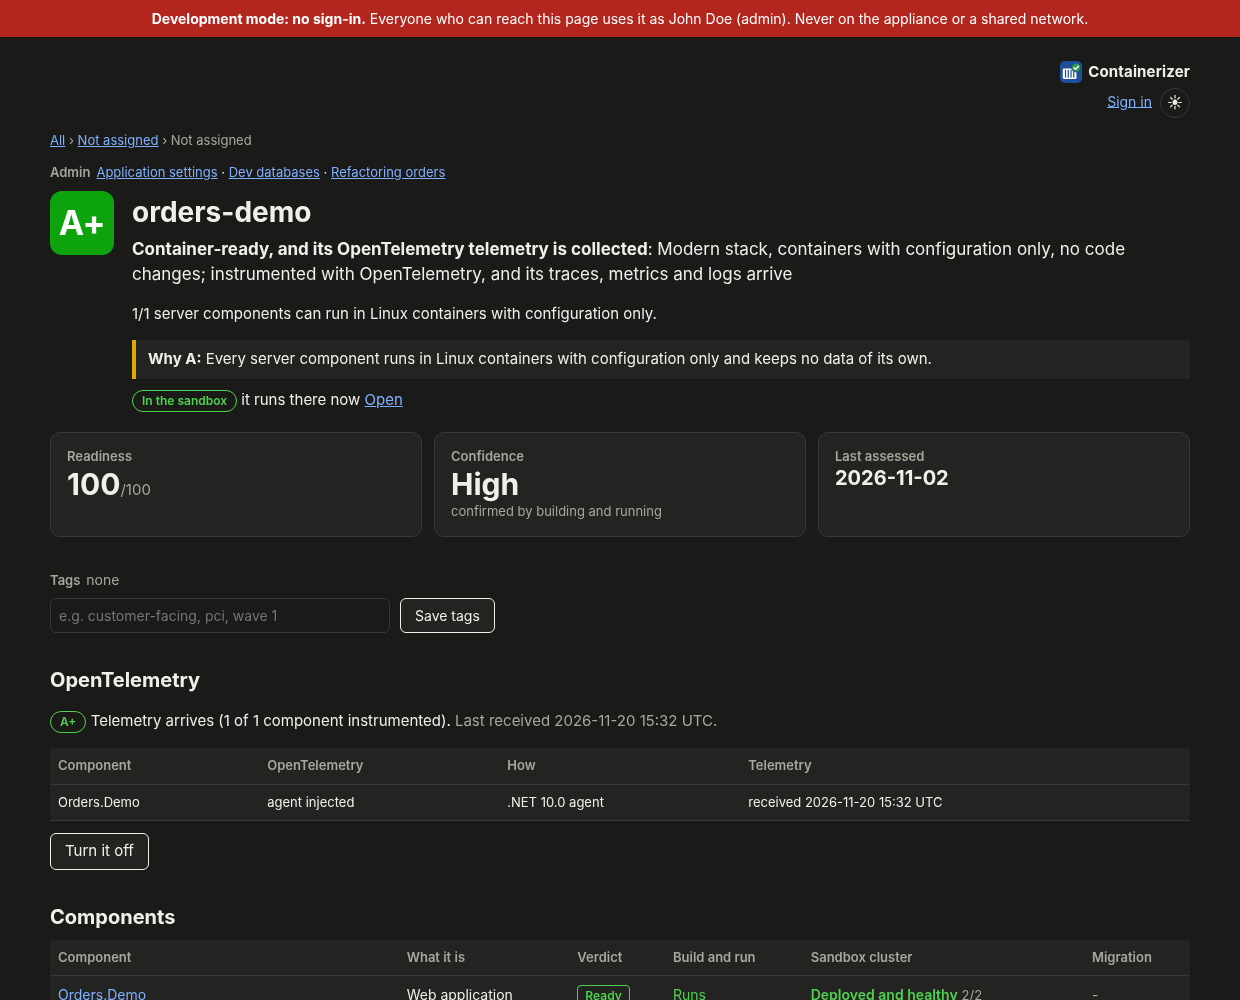 Development mode: no sign-in. Everyone who can reach this page uses it as John Doe (admin). Never on the appliance or a shared network.
Containerizer
Sign in
All › Not assigned › Not assigned
Admin Application settings · Dev databases · Refactoring orders
A+
orders-demo
Container-ready, and its OpenTelemetry telemetry is collected: Modern stack, containers with configuration only, no code
changes; instrumented with OpenTelemetry, and its traces, metrics and logs arrive
1/1 server components can run in Linux containers with configuration only.
Why A: Every server component runs in Linux containers with configuration only and keeps no data of its own.
In the sandbox it runs there now Open
Readiness
100/100
Confidence
High
confirmed by building and running
Last assessed
2026-11-02
Tags none
e.g. customer-facing, pci, wave 1
Save tags
OpenTelemetry
A+ Telemetry arrives (1 of 1 component instrumented). Last received 2026-11-20 15:32 UTC.
Component OpenTelemetry How Telemetry
Orders.Demo agent injected .NET 10.0 agent received 2026-11-20 15:32 UTC
Turn it off
Components
Component What it is Verdict Build and run Sandbox cluster Migration
Orders.Demo Web application Ready Runs Deployed and healthy 2/2 -